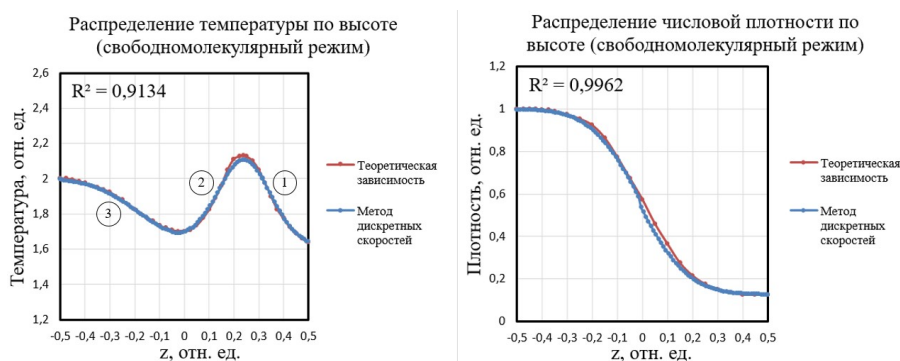 Распределение температуры по высоте
(свободномолекулярный режим)
2,6
2,4
2,2
2
1,8
1,6
1,4
1,2
Температура, отн. ед.
R² = 0,9134
1
2
3
-0,5 -0,4 -0,3 -0,2 -0,1 0 0,1 0,2 0,3 0,4 0,5
z, отн. ед.
Теоретическая
зависимость
Метод
дискретных
скоростей
Распределение числовой плотности по
высоте (свободномолекулярный режим)
1,2
1
0,8
0,6
0,4
0,2
0
Плотность, отн. ед.
R² = 0,9962
-0,5 -0,4 -0,3 -0,2 -0,1 0 0,1 0,2 0,3 0,4 0,5
z, отн. ед.
Теоретическая
зависимость
Метод
дискретных
скоростей